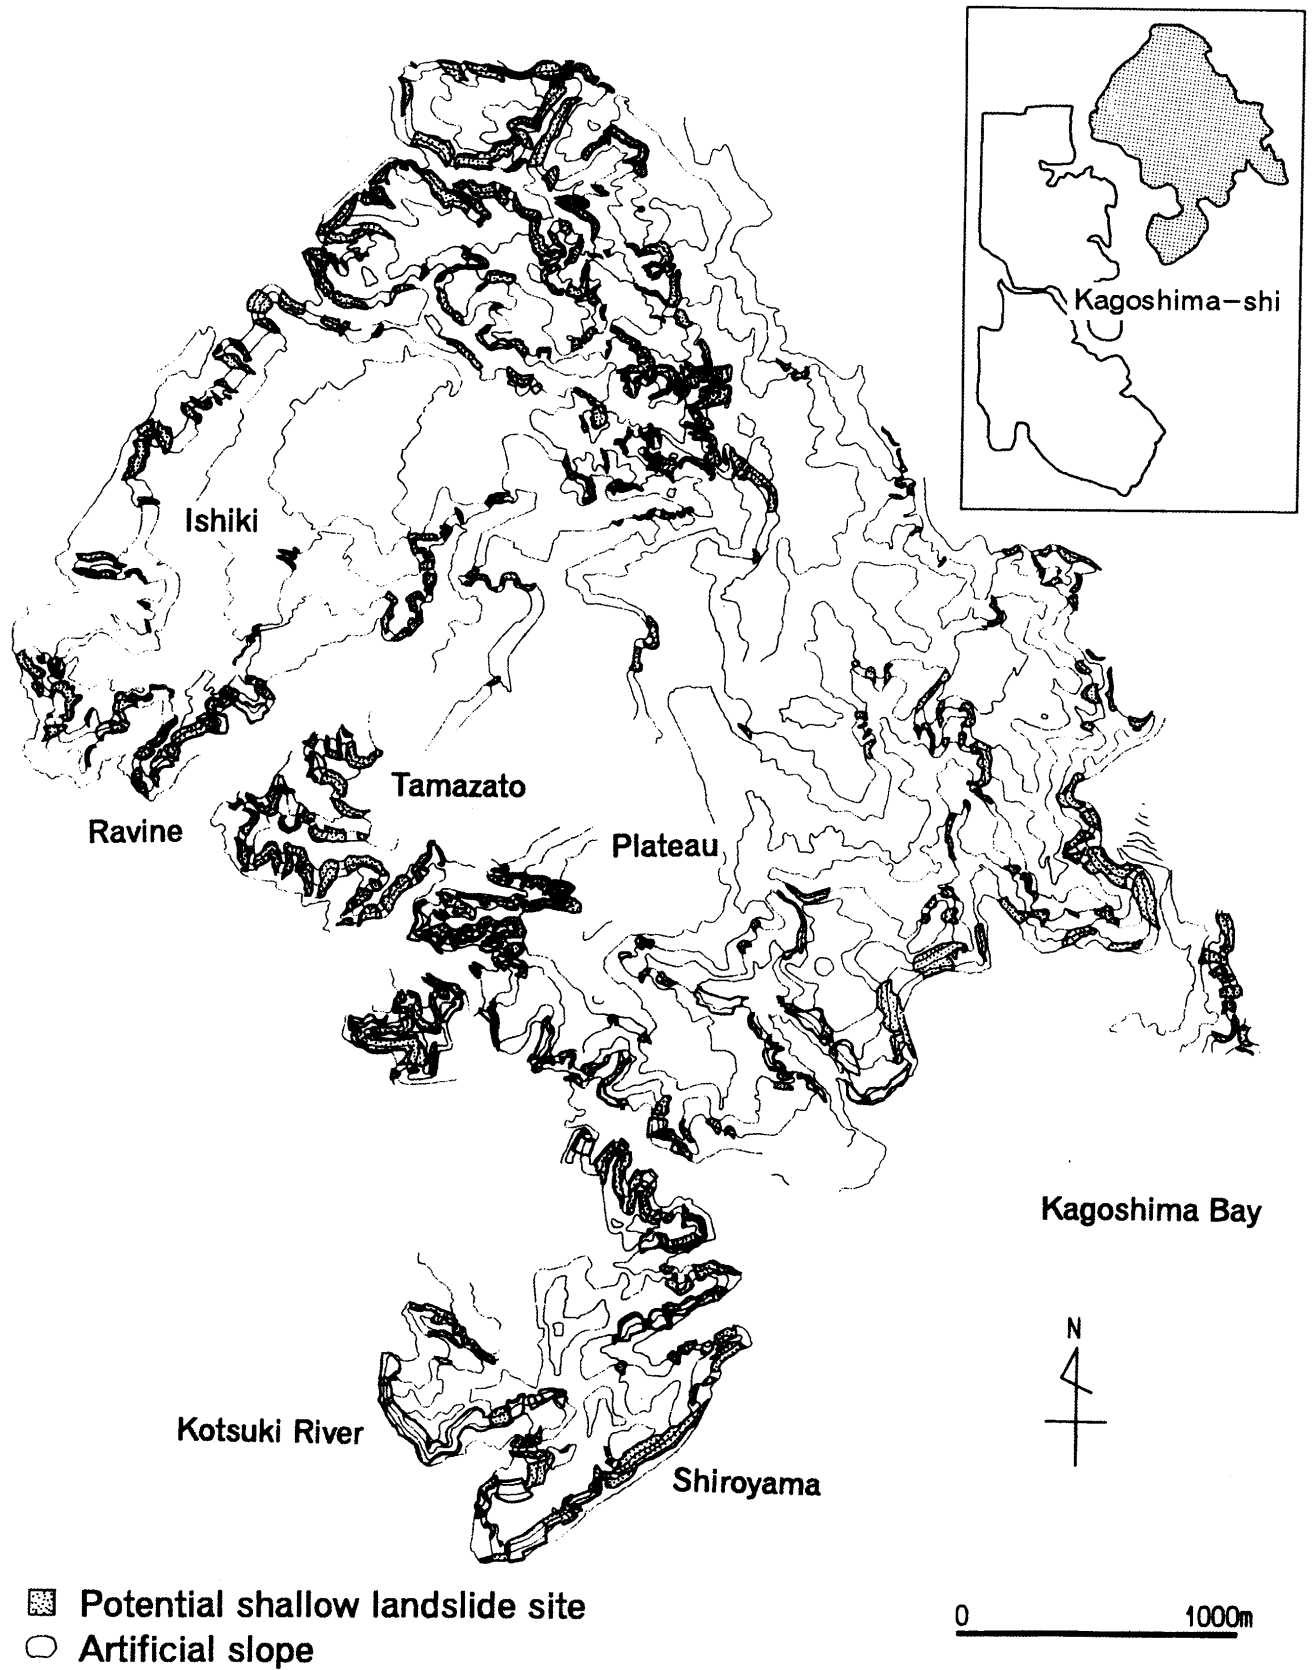 Kagoshima-shi
Ishiki
Tamazato
Ravine
Plateau
Kagoshima Bay
N
Kotsuki River
Shiroyama
Potential shallow landslide site
Artificial slope
0 1000m